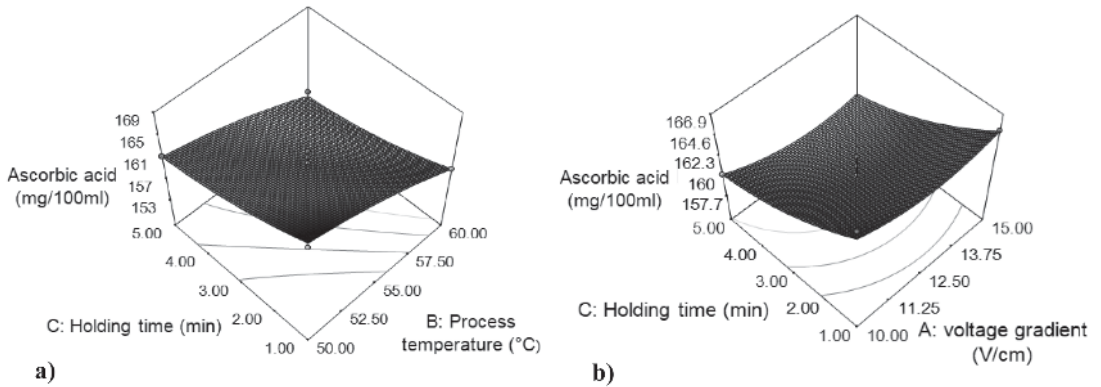 169
165
161
157
153
Ascorbic acid
(mg/100ml)
5.00
4.00
3.00
2.00
1.00
C: Holding time (min)
60.00
57.50
55.00
52.50
50.00
B: Process
temperature (°C)
a)
166.9
164.6
162.3
160
157.7
Ascorbic acid
(mg/100ml)
5.00
4.00
3.00
2.00
1.00
C: Holding time (min)
15.00
13.75
12.50
11.25
10.00
A: voltage gradient
(V/cm)
b)